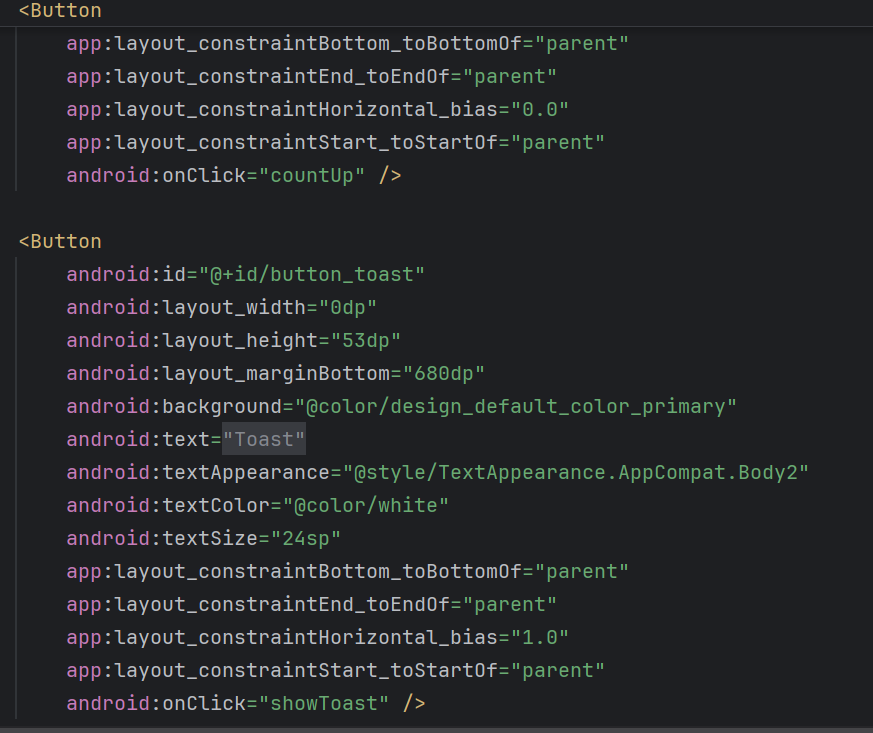 <Button
app:layout_constraintBottom_toBottomOf="parent"
app:layout_constraintEnd_toEndOf="parent"
app:layout_constraintHorizontal_bias="0.0"
app:layout_constraintStart_toStartOf="parent"
android:onClick="countUp" />
<Button
android:id="@+id/button_toast"
android:layout_width="0dp"
android:layout_height="53dp"
android:layout_marginBottom="680dp"
android:background="@color/design_default_color_primary"
android:text="Toast"
android:textAppearance="@style/TextAppearance.AppCompat.Body2"
android:textColor="@color/white"
android:textSize="24sp"
app:layout_constraintBottom_toBottomOf="parent"
app:layout_constraintEnd_toEndOf="parent"
app:layout_constraintHorizontal_bias="1.0"
app:layout_constraintStart_toStartOf="parent"
android:onClick="showToast" />